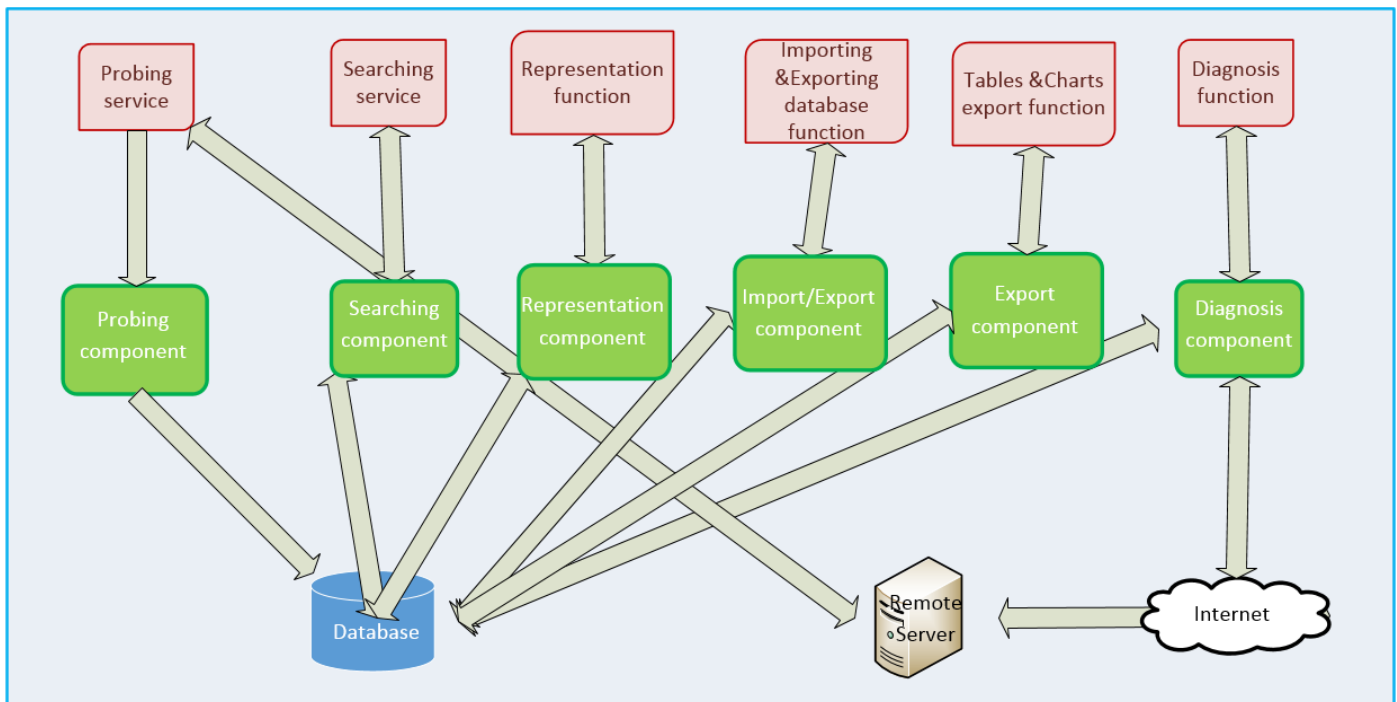 Probing
service
Searching
service
Representation
function
Importing
&Exporting
database
function
Tables &Charts
export function
Diagnosis
function
Probing
component
Searching
component
Representation
component
Import/Export
component
Export
component
Diagnosis
component
Database
Remote
Server
Internet